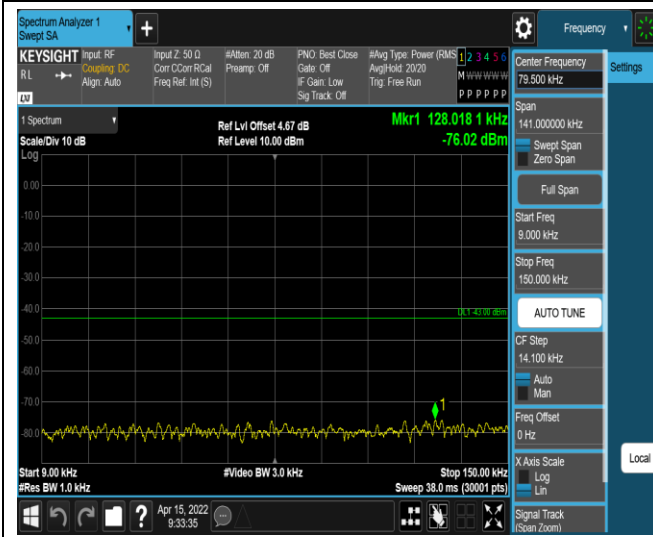 Spectrum Analyzer 1
Swept SA
Frequency
KEYSIGHT
RL
LXI
Input: RF
Coupling: DC
Align: Auto
Input Z: 50 Ω
Corr CCorr RCal
Freq Ref: Int (S)
#Atten: 20 dB
Preamp: Off
PNO: Best Close
Gate: Off
IF Gain: Low
Sig Track: Off
#Avg Type: Power (RMS
Avg|Hold: 20/20
Trig: Free Run
1 2 3 4 5 6
M W W W W W
P P P P P P
Center Frequency
79.500 kHz
Settings
1 Spectrum
Scale/Div 10 dB
Ref Lvl Offset 4.67 dB
Ref Level 10.00 dBm
Mkr1 128.018 1 kHz
-76.02 dBm
Log
0.00
-10.0
-20.0
-30.0
-40.0
-50.0
-60.0
-70.0
-80.0
DL1 -43.00 dBm
1
Start 9.00 kHz
#Res BW 1.0 kHz
#Video BW 3.0 kHz
Stop 150.00 kHz
Sweep 38.0 ms (30001 pts)
Span
141.000000 kHz
Swept Span
Zero Span
Full Span
Start Freq
9.000 kHz
Stop Freq
150.000 kHz
AUTO TUNE
CF Step
14.100 kHz
Auto
Man
Freq Offset
0 Hz
X Axis Scale
Log
Lin
Signal Track
(Span Zoom)
Local
?
Apr 15, 2022
9:33:35